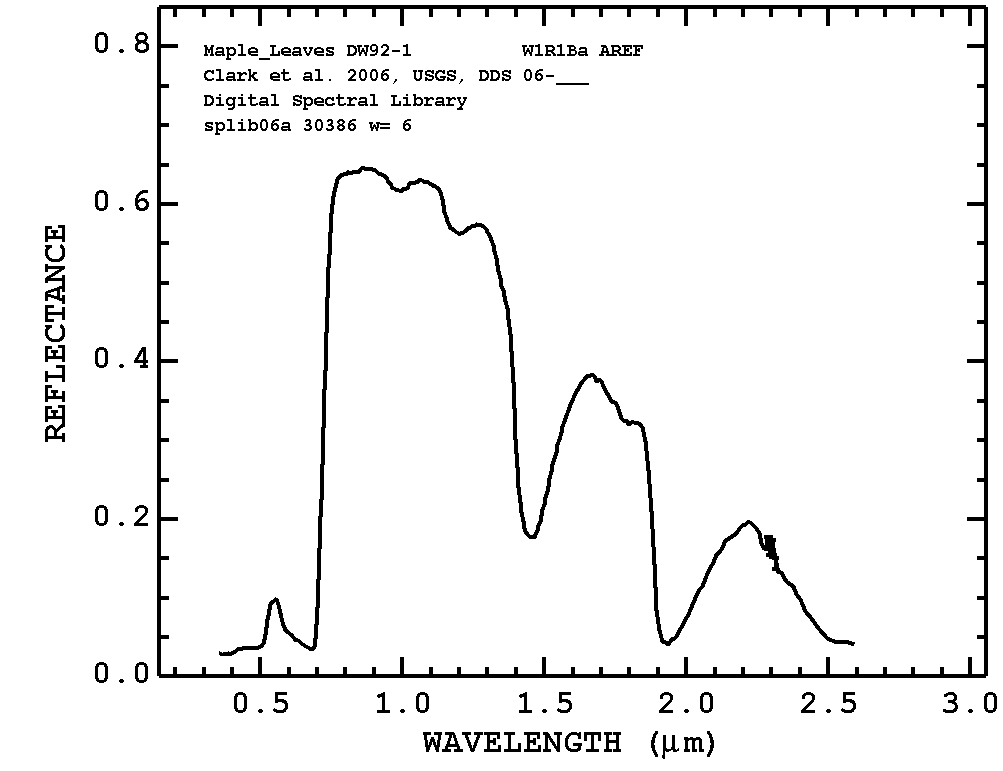 Maple_Leaves DW92-1 W1R1Ba AREF
Clark et al. 2006, USGS, DDS 06-___
Digital Spectral Library
splib06a 30386 w= 6
REFLECTANCE
0.8
0.6
0.4
0.2
0.0
0.5 1.0 1.5 2.0 2.5 3.0
WAVELENGTH (μm)